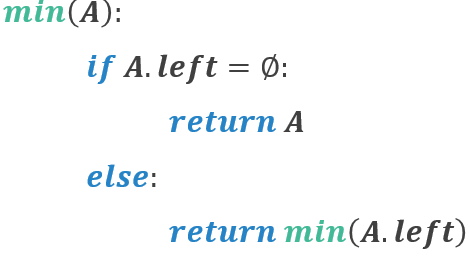 min(A):
if A.left = ∅:
return A
else:
return min(A.left)